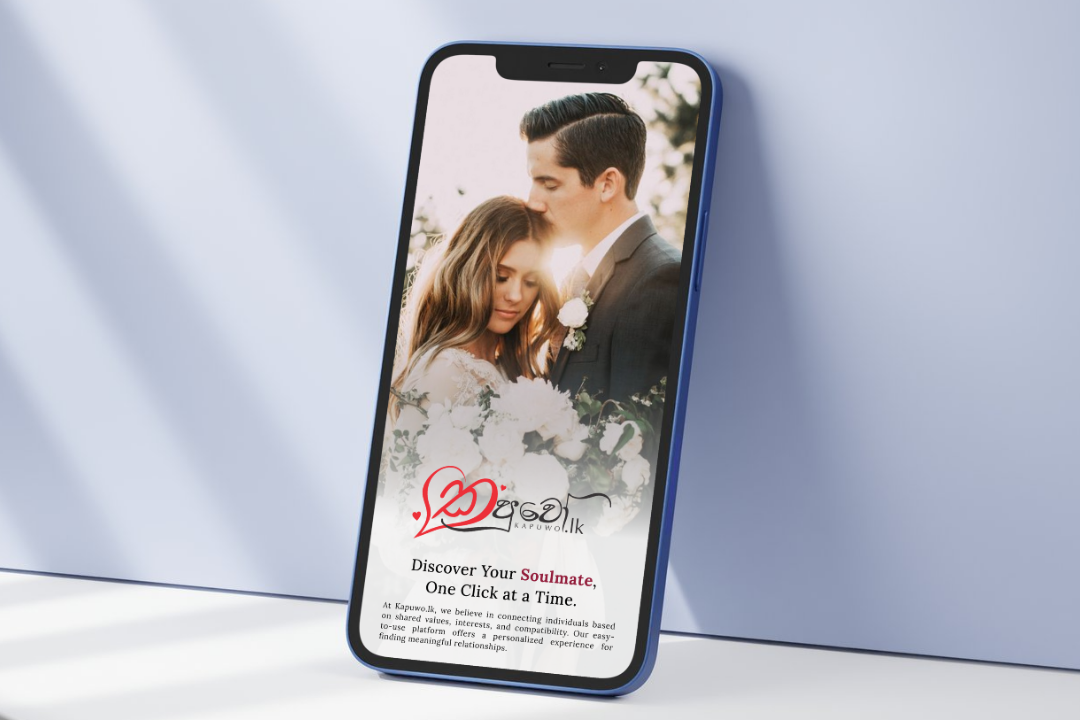 කපුවෝ.lk
KAPUWO
Discover Your Soulmate,
One Click at a Time.
At Kapuwo.lk, we believe in connecting individuals based
on shared values, interests, and compatibility. Our easy-
to-use platform offers a personalized experience for
finding meaningful relationships.